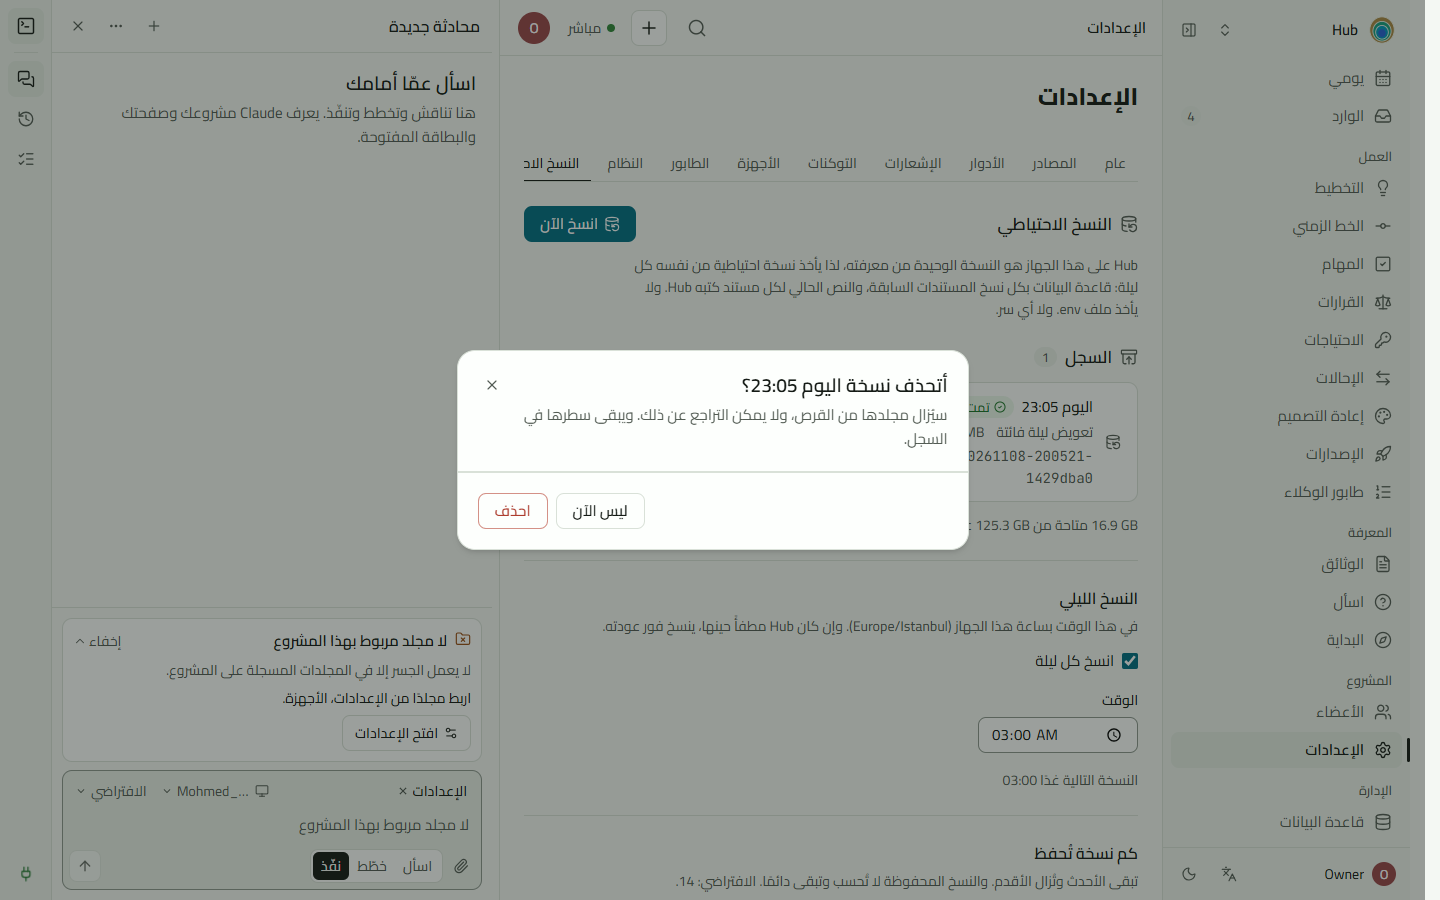 Hub
يومي
الوارد
4
العمل
التخطيط
الخط الزمني
المهام
القرارات
الاحتياجات
الإحالات
إعادة التصميم
الإصدارات
طابور الوكلاء
المعرفة
الوثائق
اسأل
البداية
المشروع
الأعضاء
الإعدادات
الإدارة
قاعدة البيانات
Owner
O
الإعدادات
مباشر
O
الإعدادات
عام
المصادر
الأدوار
الإشعارات
التوكنات
الأجهزة
الطابور
النظام
النسخ الاح
النسخ الاحتياطي
انسخ الآن
Hub على هذا الجهاز هو النسخة الوحيدة من معرفته، لذا يأخذ نسخة احتياطية من نفسه كل
ليلة: قاعدة البيانات بكل نسخ المستندات السابقة، والنص الحالي لكل مستند كتبه Hub. ولا
يأخذ ملف env. ولا أي سر.
السجل
1
اليوم 23:05
تمت
تعويض ليلة فائتة
MB
0261108-200521-
1429dba0
16.9 GB متاحة من 125.3 GB
أتحذف نسخة اليوم 23:05؟
سيُزال مجلدها من القرص، ولا يمكن التراجع عن ذلك. ويبقى سطرها في
السجل.
ليس الآن
احذف
النسخ الليلي
في هذا الوقت بساعة هذا الجهاز (Europe/Istanbul). وإن كان Hub مطفأً حينها، ينسخ فور عودته.
انسخ كل ليلة
الوقت
03:00 AM
النسخة التالية غدًا 03:00
كم نسخة تُحفظ
تبقى الأحدث وتُزال الأقدم. والنسخ المحفوظة لا تُحسب وتبقى دائمًا. الافتراضي: 14.
محادثة جديدة
اسأل عمّا أمامك
هنا تناقش وتخطط وتنفّذ. يعرف Claude مشروعك وصفحتك
والبطاقة المفتوحة.
لا مجلد مربوط بهذا المشروع
إخفاء
لا يعمل الجسر إلا في المجلدات المسجلة على المشروع.
اربط مجلدًا من الإعدادات، الأجهزة.
افتح الإعدادات
الإعدادات
Mohmed_...
الافتراضي
لا مجلد مربوط بهذا المشروع
اسأل
خطّط
نفّذ